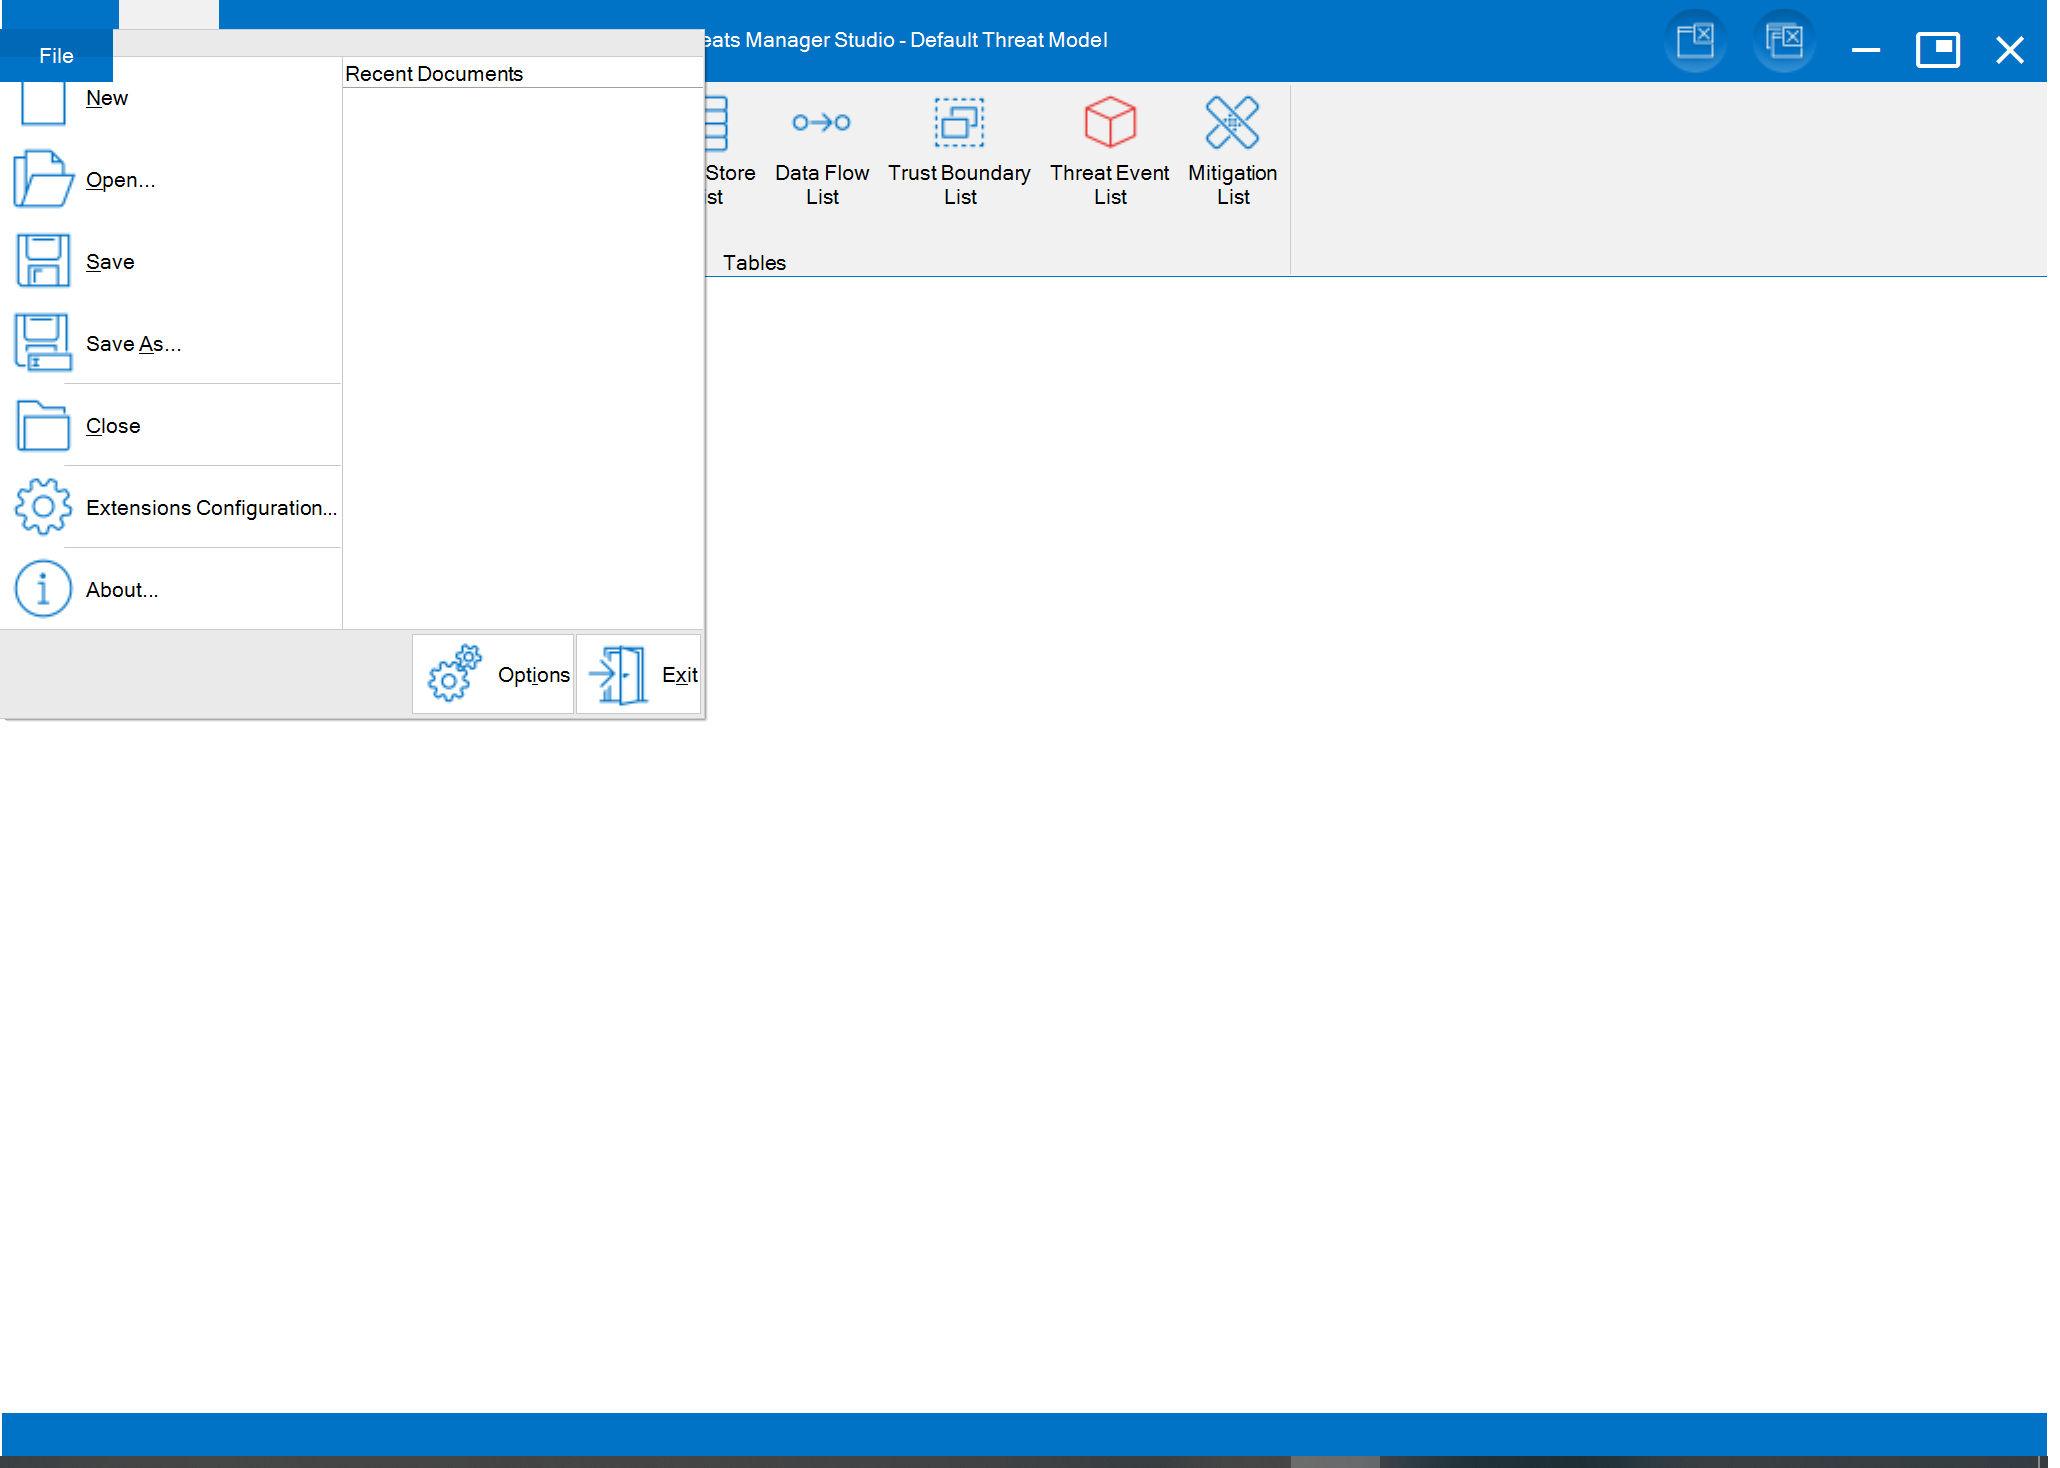 File
eats Manager Studio - Default Threat Model
Recent Documents
New
Open...
Save
Save As...
Close
Extensions Configuration...
About...
Options
Exit
Store
st
Data Flow
List
Trust Boundary
List
Threat Event
List
Mitigation
List
Tables